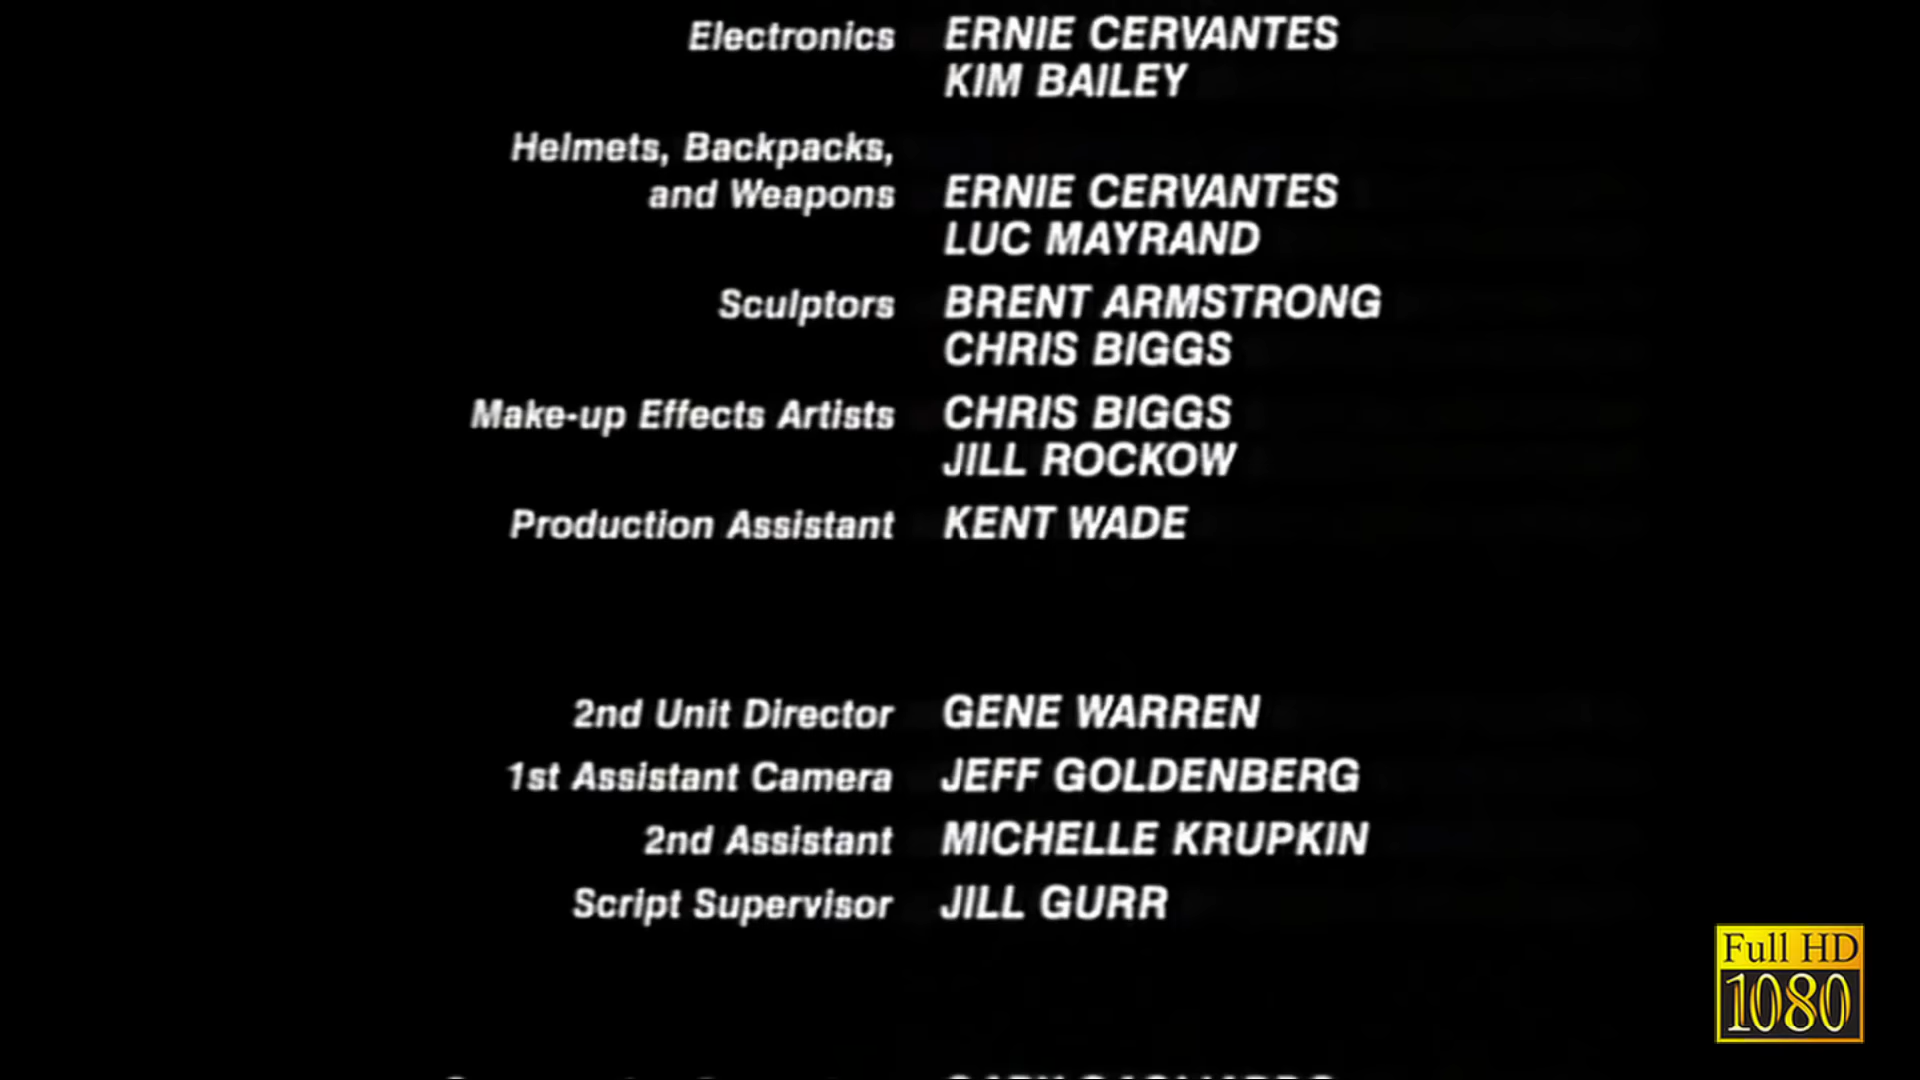 Electronics ERNIE CERVANTES
KIM BAILEY
Helmets, Backpacks,
and Weapons ERNIE CERVANTES
LUC MAYRAND
Sculptors BRENT ARMSTRONG
CHRIS BIGGS
Make-up Effects Artists CHRIS BIGGS
JILL ROCKOW
Production Assistant KENT WADE
2nd Unit Director GENE WARREN
1st Assistant Camera JEFF GOLDENBERG
2nd Assistant MICHELLE KRUPKIN
Script Supervisor JILL GURR
Full HD
1080